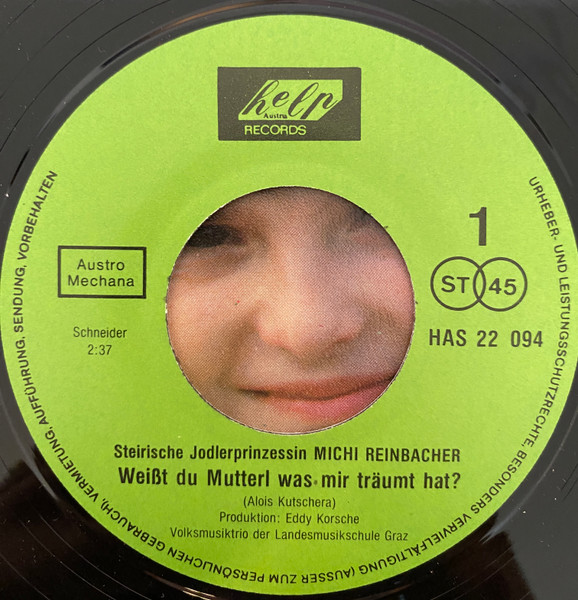 help
Austria
RECORDS
1
Austro
Mechana
ST 45
Schneider
2:37
HAS 22 094
Steirische Jodlerprinzessin MICHI REINBACHER
Weißt du Mutterl was mir träumt hat?
(Alois Kutschera)
Produktion: Eddy Korsche
Volksmusiktrio der Landesmusikschule Graz
URHEBER- UND LEISTUNGSSCHUTZRECHTE, BESONDERS VERVIELFÄLTIGUNG (AUSSER ZUM PERSÖNLICHEN GEBRAUCH), VERMIETUNG, AUFFÜHRUNG, SENDUNG, VORBEHALTEN